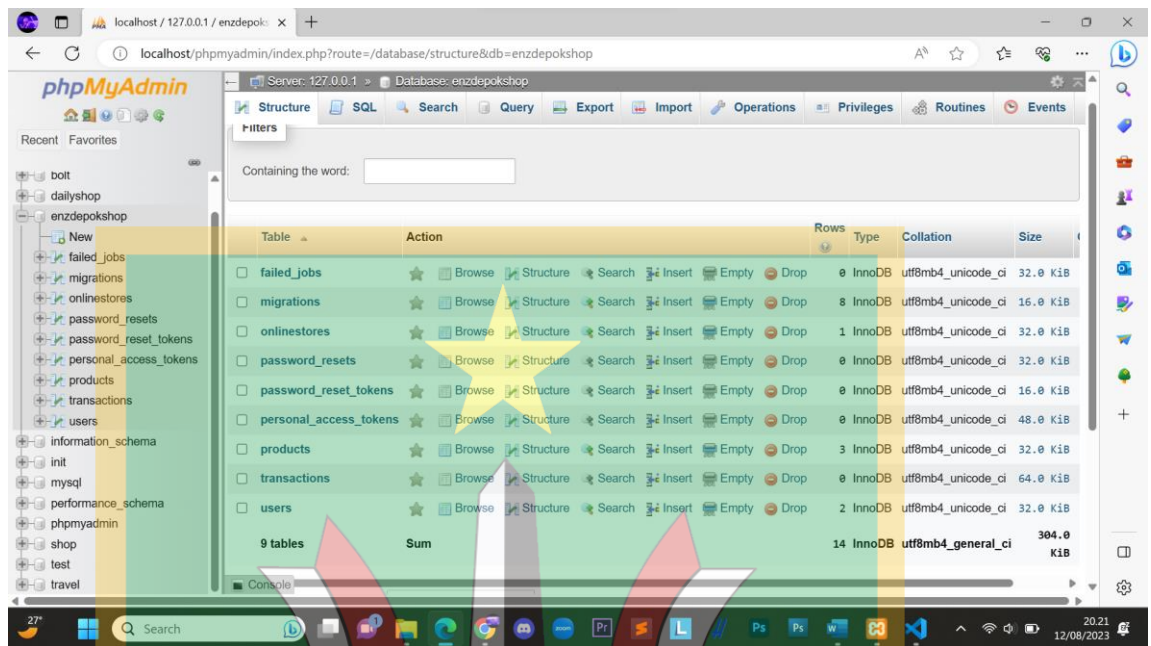 localhost / 127.0.0.1 / enzdepoks
localhost/phpmyadmin/index.php?route=/database/structure&db=enzdepokshop
phpMyAdmin
Recent Favorites
bolt
dailyshop
enzdepokshop
New
failed_jobs
migrations
onlinestores
password_resets
password_reset_tokens
personal_access_tokens
products
transactions
users
information_schema
init
mysql
performance_schema
phpmyadmin
shop
test
travel
Server: 127.0.0.1 » Database: enzdepokshop
Structure SQL Search Query Export Import Operations Privileges Routines Events
Filters
Containing the word:
Table Action Rows Type Collation Size
failed_jobs Browse Structure Search Insert Empty Drop 0 InnoDB utf8mb4_unicode_ci 32.0 KiB
migrations Browse Structure Search Insert Empty Drop 8 InnoDB utf8mb4_unicode_ci 16.0 KiB
onlinestores Browse Structure Search Insert Empty Drop 1 InnoDB utf8mb4_unicode_ci 32.0 KiB
password_resets Browse Structure Search Insert Empty Drop 0 InnoDB utf8mb4_unicode_ci 32.0 KiB
password_reset_tokens Browse Structure Search Insert Empty Drop 0 InnoDB utf8mb4_unicode_ci 16.0 KiB
personal_access_tokens Browse Structure Search Insert Empty Drop 0 InnoDB utf8mb4_unicode_ci 48.0 KiB
products Browse Structure Search Insert Empty Drop 3 InnoDB utf8mb4_unicode_ci 32.0 KiB
transactions Browse Structure Search Insert Empty Drop 0 InnoDB utf8mb4_unicode_ci 64.0 KiB
users Browse Structure Search Insert Empty Drop 2 InnoDB utf8mb4_unicode_ci 32.0 KiB
9 tables Sum 14 InnoDB utf8mb4_general_ci 304.0 KiB
Console
27°
Search
20.21
12/08/2023